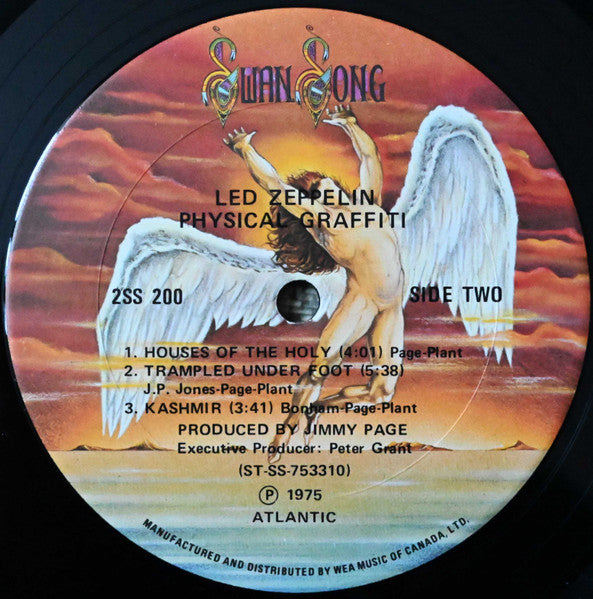 SWAN SONG
LED ZEPPELIN
PHYSICAL GRAFFITI
2SS 200
SIDE TWO
1. HOUSES OF THE HOLY (4:01) Page-Plant
2. TRAMPLED UNDER FOOT (5:38)
J.P. Jones-Page-Plant
3. KASHMIR (3:41) Bonham-Page-Plant
PRODUCED BY JIMMY PAGE
Executive Producer: Peter Grant
(ST-SS-753310)
Ⓟ 1975
ATLANTIC
MANUFACTURED AND DISTRIBUTED BY WEA MUSIC OF CANADA, LTD.